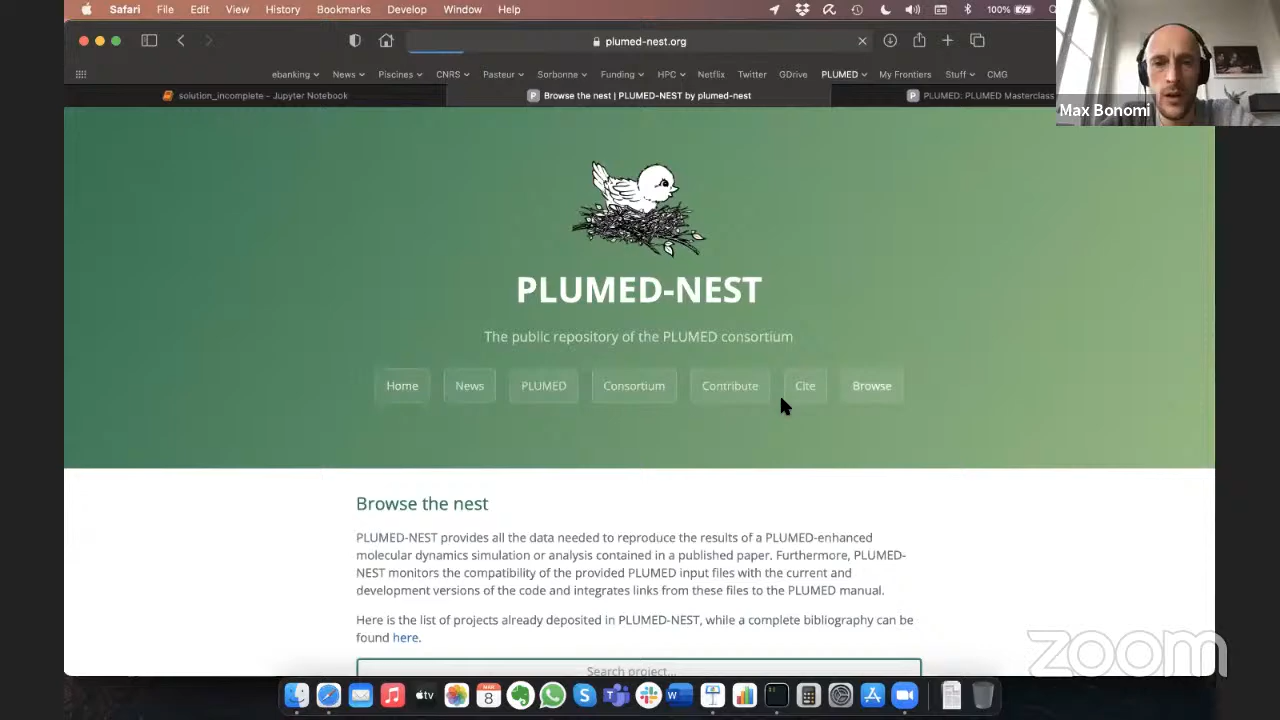 Safari File Edit View History Bookmarks Develop Window Help 100%
plumed-nest.org
ebanking News Piscines CNRS Pasteur Sorbonne Funding HPC Netflix Twitter GDrive PLUMED My Frontiers Stuff CMG
solution_incomplete - Jupyter Notebook
Browse the nest | PLUMED-NEST by plumed-nest
PLUMED: PLUMED Masterclass
Max Bonomi
PLUMED-NEST
The public repository of the PLUMED consortium
Home News PLUMED Consortium Contribute Cite Browse
Browse the nest
PLUMED-NEST provides all the data needed to reproduce the results of a PLUMED-enhanced
molecular dynamics simulation or analysis contained in a published paper. Furthermore, PLUMED-
NEST monitors the compatibility of the provided PLUMED input files with the current and
development versions of the code and integrates links from these files to the PLUMED manual.
Here is the list of projects already deposited in PLUMED-NEST, while a complete bibliography can be
found here.
Search project...
zoom
tv
MAR
8